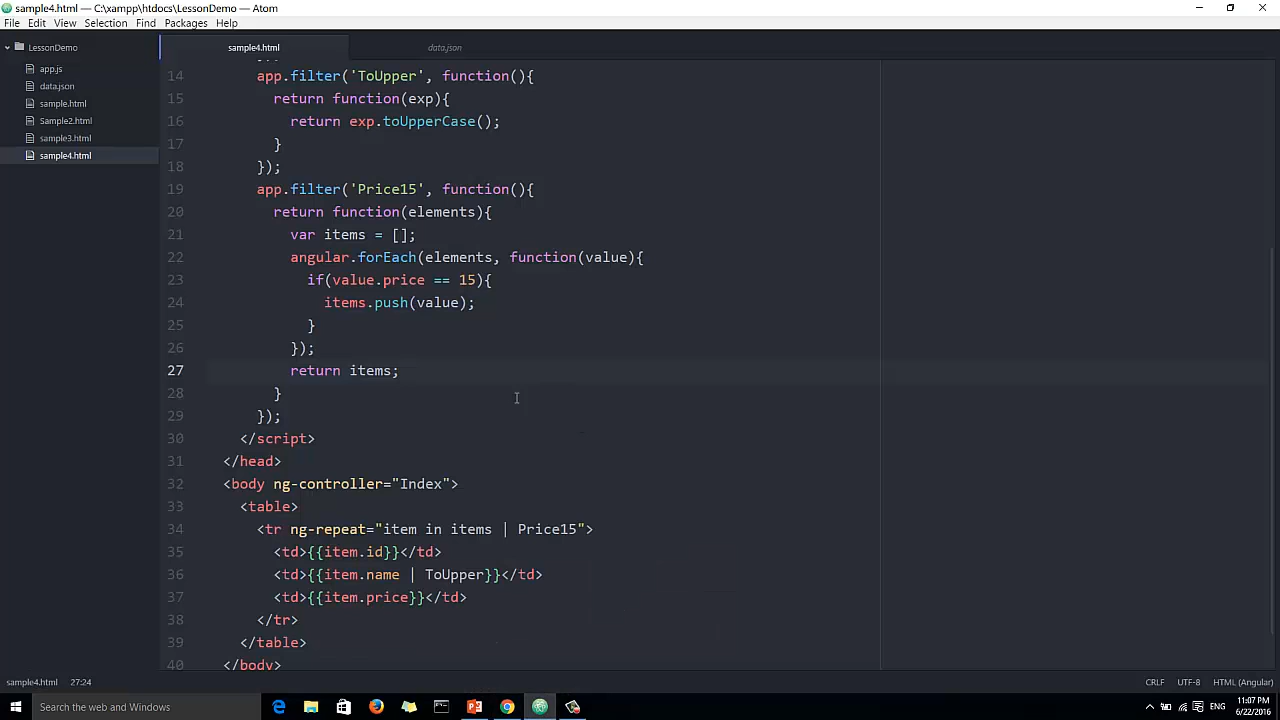 sample4.html — C:\xampp\htdocs\LessonDemo — Atom
File Edit View Selection Find Packages Help
LessonDemo
app.js
data.json
sample.html
Sample2.html
sample3.html
sample4.html
sample4.html data.json
14 app.filter('ToUpper', function(){
15 return function(exp){
16 return exp.toUpperCase();
17 }
18 });
19 app.filter('Price15', function(){
20 return function(elements){
21 var items = [];
22 angular.forEach(elements, function(value){
23 if(value.price == 15){
24 items.push(value);
25 }
26 });
27 return items;
28 }
29 });
30 </script>
31 </head>
32 <body ng-controller="Index">
33 <table>
34 <tr ng-repeat="item in items | Price15">
35 <td>{{item.id}}</td>
36 <td>{{item.name | ToUpper}}</td>
37 <td>{{item.price}}</td>
38 </tr>
39 </table>
40 </body>
sample4.html 27:24 CRLF UTF-8 HTML (Angular)
Search the web and Windows
ENG
11:07 PM
6/22/2016